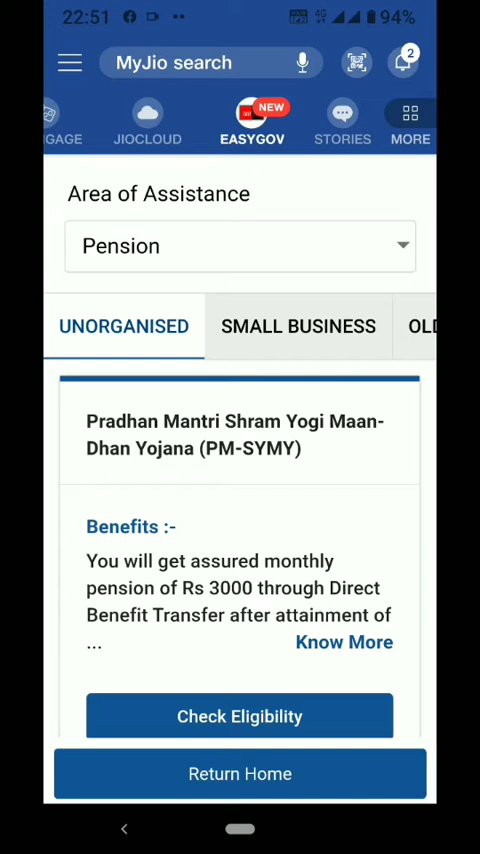 22:51 4G 94%
MyJio search
2
NEW
GAGE JIOCLOUD EASYGOV STORIES MORE
Area of Assistance
Pension
UNORGANISED SMALL BUSINESS OLD
Pradhan Mantri Shram Yogi Maan-
Dhan Yojana (PM-SYMY)
Benefits :-
You will get assured monthly
pension of Rs 3000 through Direct
Benefit Transfer after attainment of
... Know More
Check Eligibility
Return Home